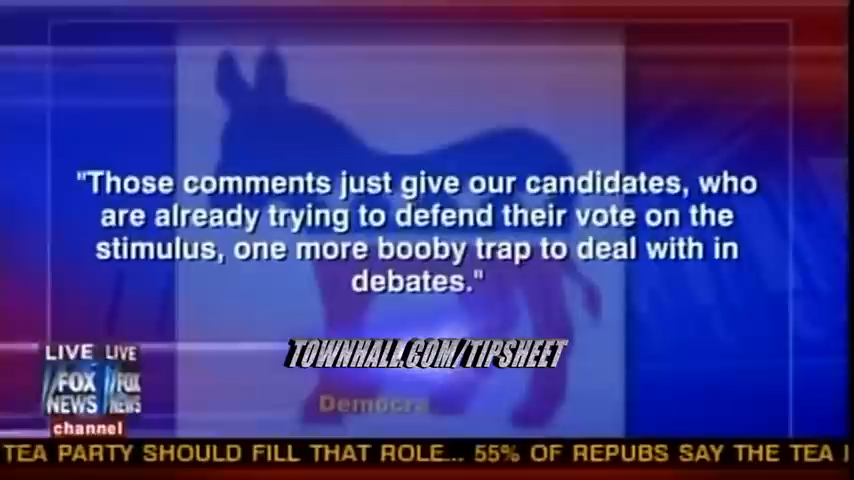 "Those comments just give our candidates, who
are already trying to defend their vote on the
stimulus, one more booby trap to deal with in
debates."
TOWNHALL.COM/TIPSHEET
Democra
LIVE LIVE
FOX FOX
NEWS NEWS
channel
TEA PARTY SHOULD FILL THAT ROLE... 55% OF REPUBS SAY THE TEA